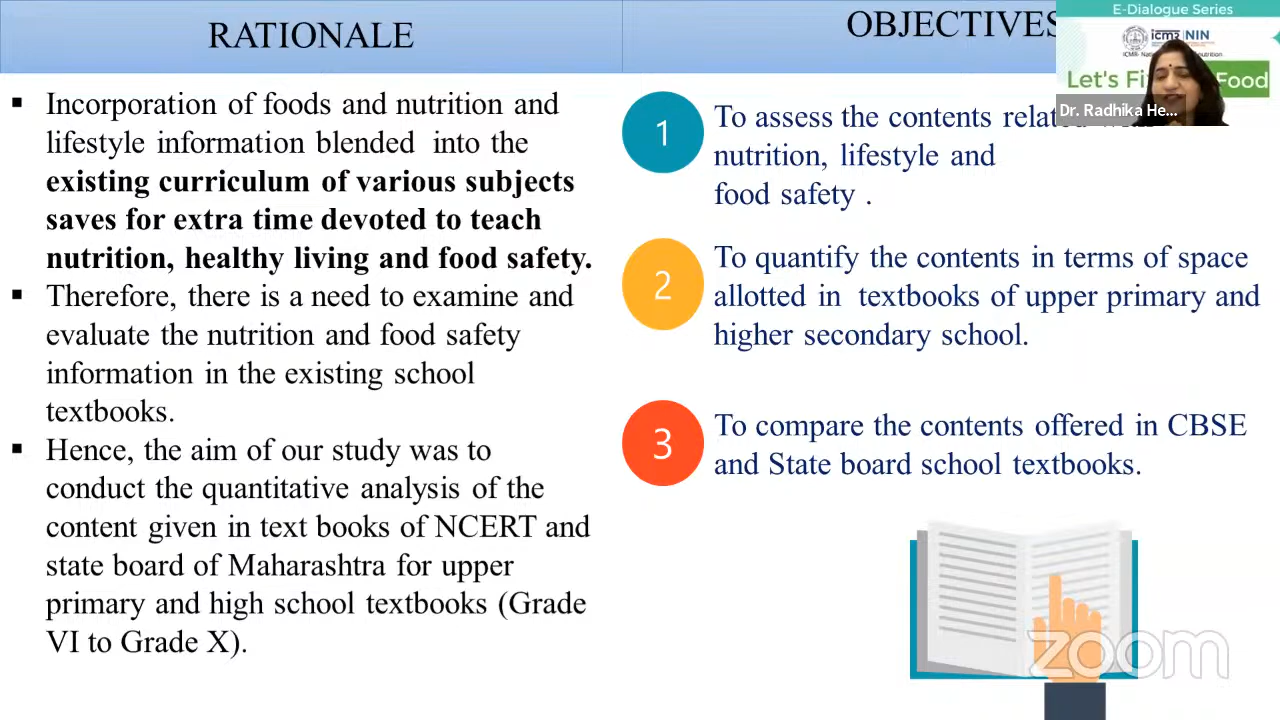 RATIONALE
▪ Incorporation of foods and nutrition and
lifestyle information blended into the
existing curriculum of various subjects
saves for extra time devoted to teach
nutrition, healthy living and food safety.
▪ Therefore, there is a need to examine and
evaluate the nutrition and food safety
information in the existing school
textbooks.
▪ Hence, the aim of our study was to
conduct the quantitative analysis of the
content given in text books of NCERT and
state board of Maharashtra for upper
primary and high school textbooks (Grade
VI to Grade X).
OBJECTIVES
1
To assess the contents related
nutrition, lifestyle and
food safety .
2
To quantify the contents in terms of space
allotted in textbooks of upper primary and
higher secondary school.
3
To compare the contents offered in CBSE
and State board school textbooks.
E-Dialogue Series
icmr NIN
Let's Fi Food
Dr. Radhika He...
zoom